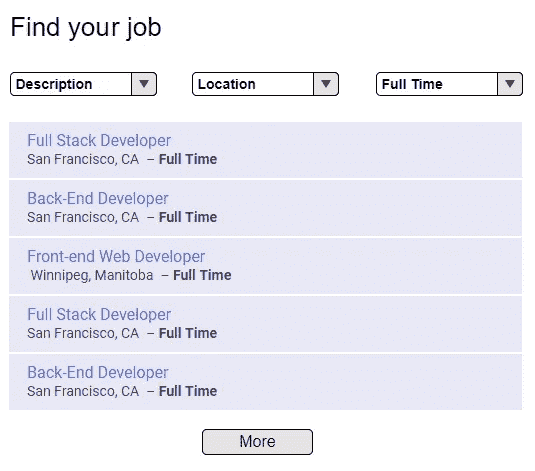 Find your job
Description Location Full Time
Full Stack Developer
San Francisco, CA – Full Time
Back-End Developer
San Francisco, CA – Full Time
Front-end Web Developer
Winnipeg, Manitoba – Full Time
Full Stack Developer
San Francisco, CA – Full Time
Back-End Developer
San Francisco, CA – Full Time
More